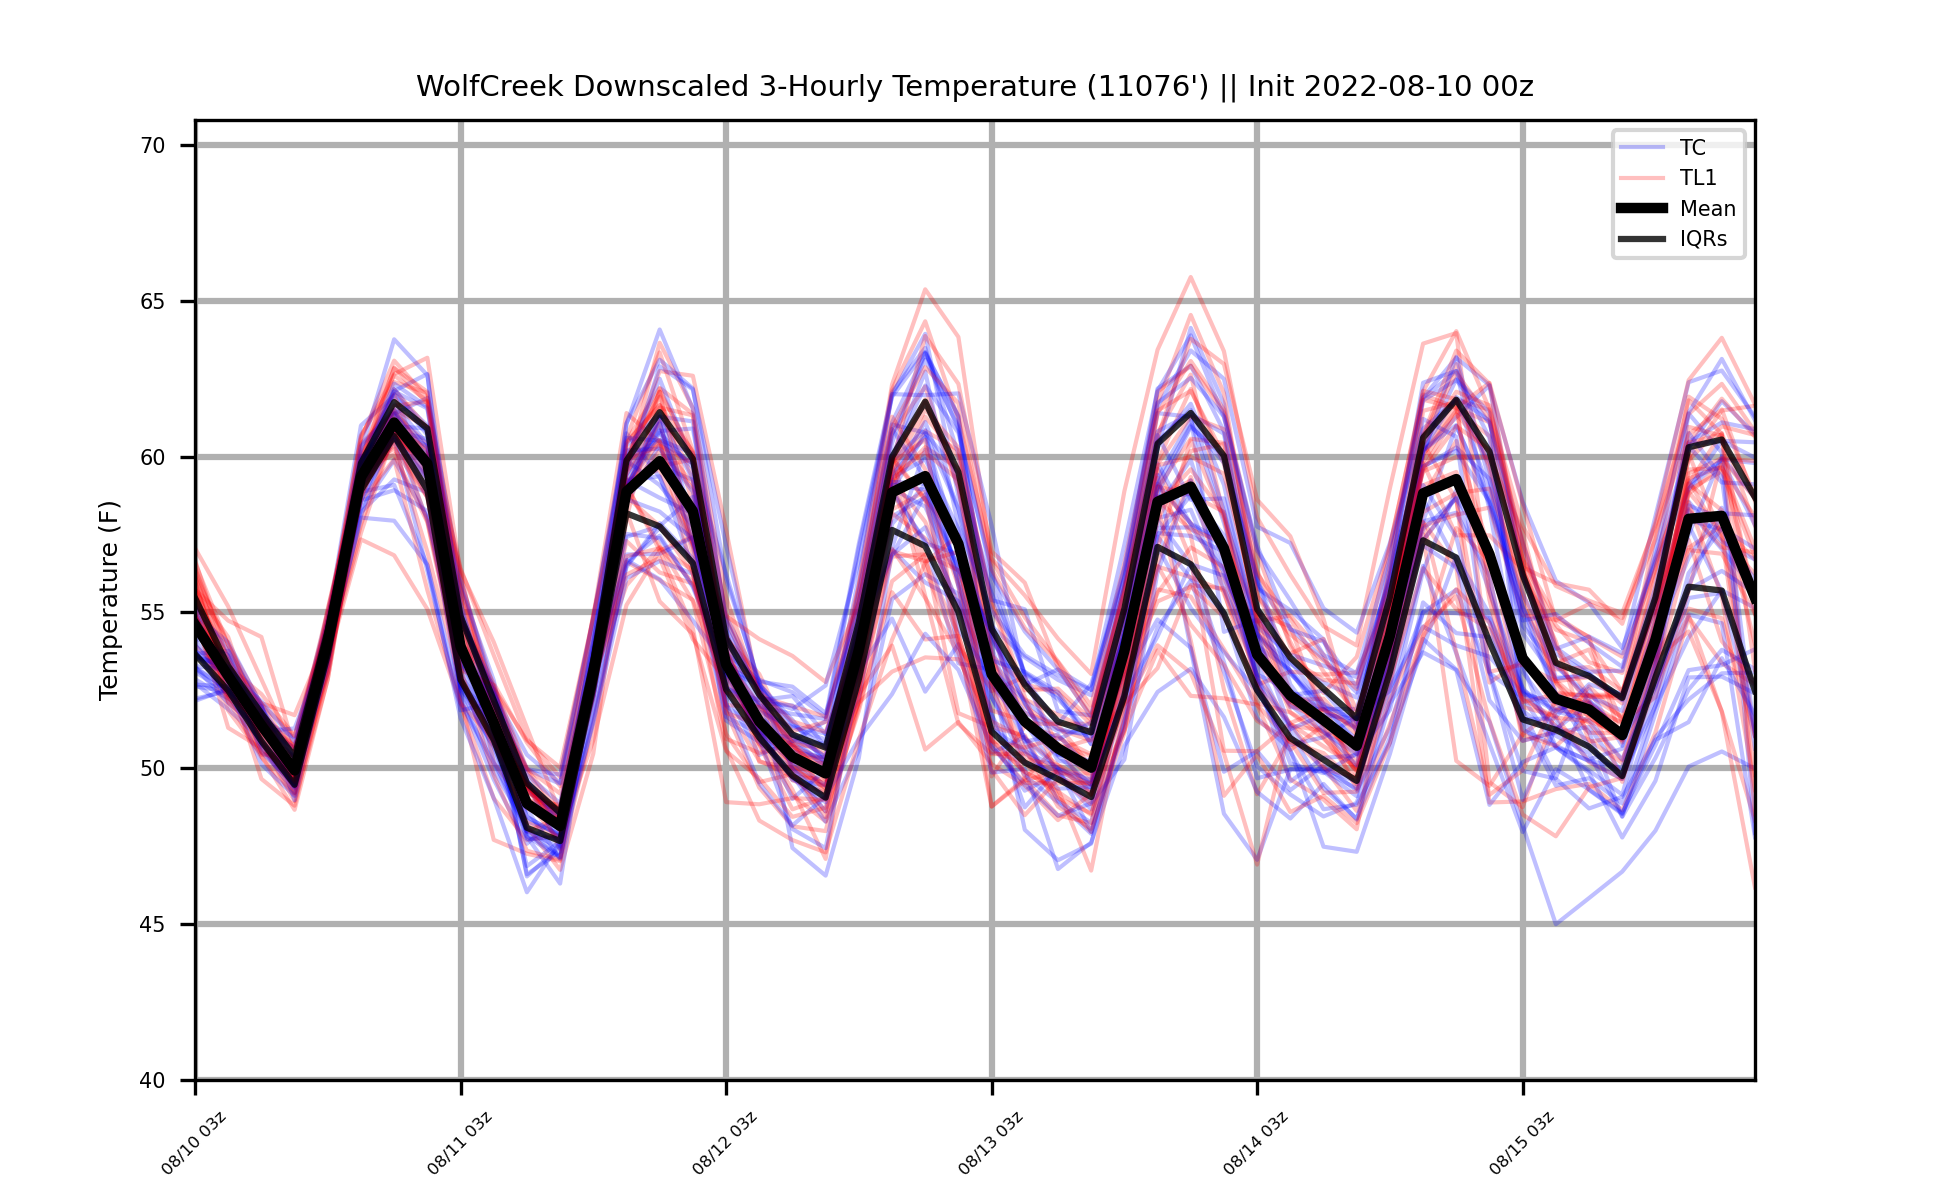 WolfCreek Downscaled 3-Hourly Temperature (11076') || Init 2022-08-10 00z
TC
TL1
Mean
IQRs
Temperature (F)
70
65
60
55
50
45
40
08/10 03z
08/11 03z
08/12 03z
08/13 03z
08/14 03z
08/15 03z